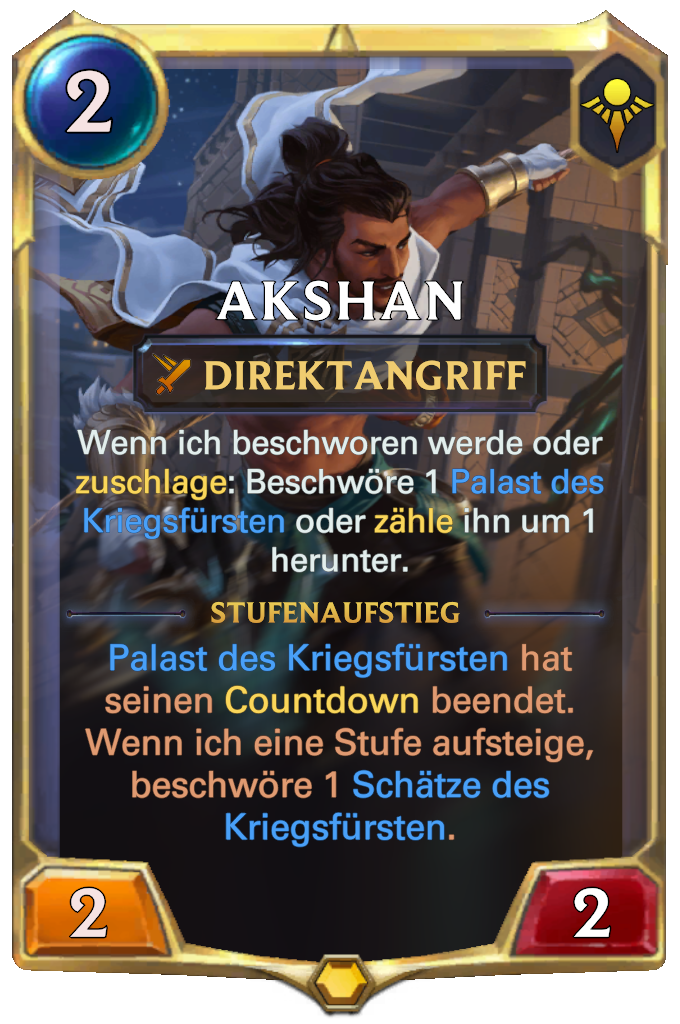 2
AKSHAN
DIREKTANGRIFF
Wenn ich beschworen werde oder
zuschlage: Beschwöre 1 Palast des
Kriegsfürsten oder zähle ihn um 1
herunter.
STUFENAUFSTIEG
Palast des Kriegsfürsten hat
seinen Countdown beendet.
Wenn ich eine Stufe aufsteige,
beschwöre 1 Schätze des
Kriegsfürsten.
2
2